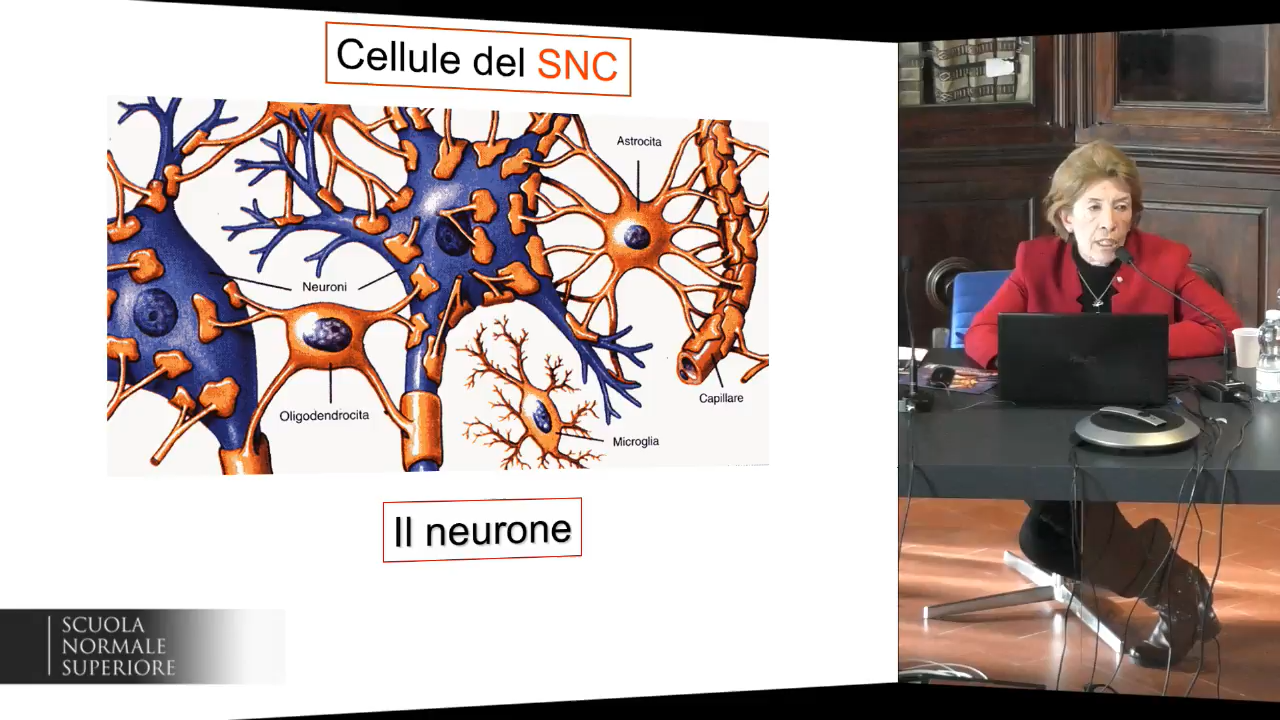 Cellule del SNC
Astrocita
Neuroni
Oligodendrocita
Capillare
Microglia
Il neurone
SCUOLA
NORMALE
SUPERIORE